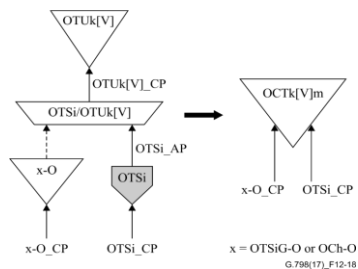 OTUk[V]
OTUk[V]_CP
OTSi/OTUk[V]
OCTk[V]m
OTSi_AP
x-O
OTSi
x-O_CP
OTSi_CP
x-O_CP
OTSi_CP
x = OTSiG-O or OCh-O
G.798(17)_F12-18